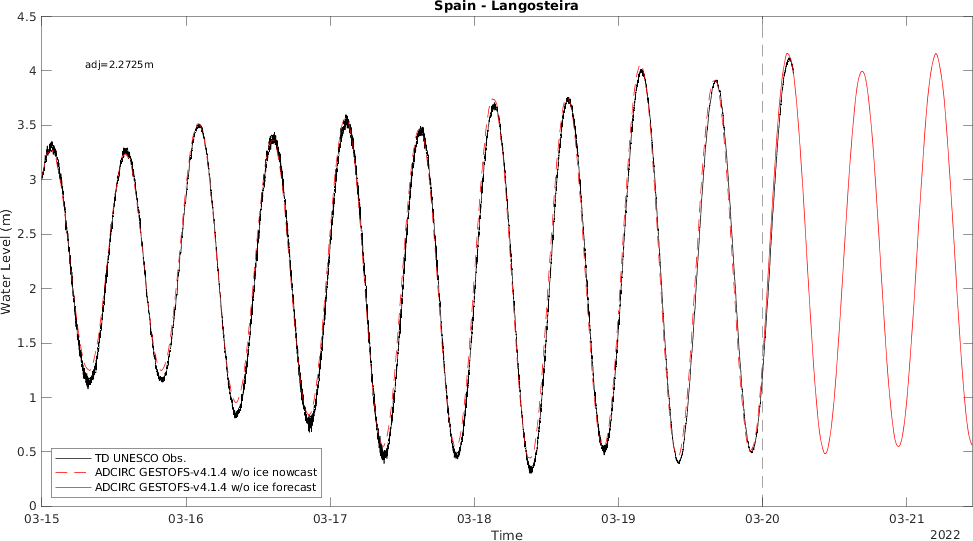 Spain - Langosteira
adj=2.2725m
4.5
4
3.5
3
2.5
2
1.5
1
0.5
0
Water Level (m)
TD UNESCO Obs.
ADCIRC GESTOFS-v4.1.4 w/o ice nowcast
ADCIRC GESTOFS-v4.1.4 w/o ice forecast
03-15 03-16 03-17 03-18 03-19 03-20 03-21
Time
2022